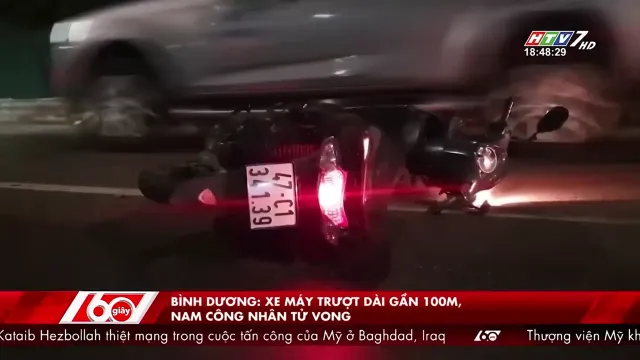 HTV7 HD
18:48:29
47-C1
341.39
60 giây
BÌNH DƯƠNG: XE MÁY TRƯỢT DÀI GẦN 100M,
NAM CÔNG NHÂN TỬ VONG
Kataib Hezbollah thiệt mạng trong cuộc tấn công của Mỹ ở Baghdad, Iraq 60 Thượng viện Mỹ kh